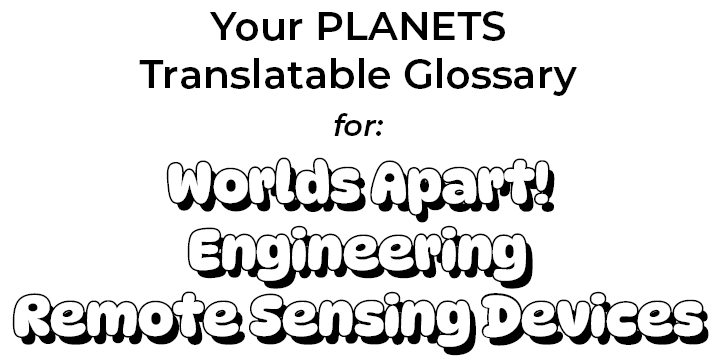 Your PLANETS
Translatable Glossary
for:
Worlds Apart!
Engineering
Remote Sensing Devices